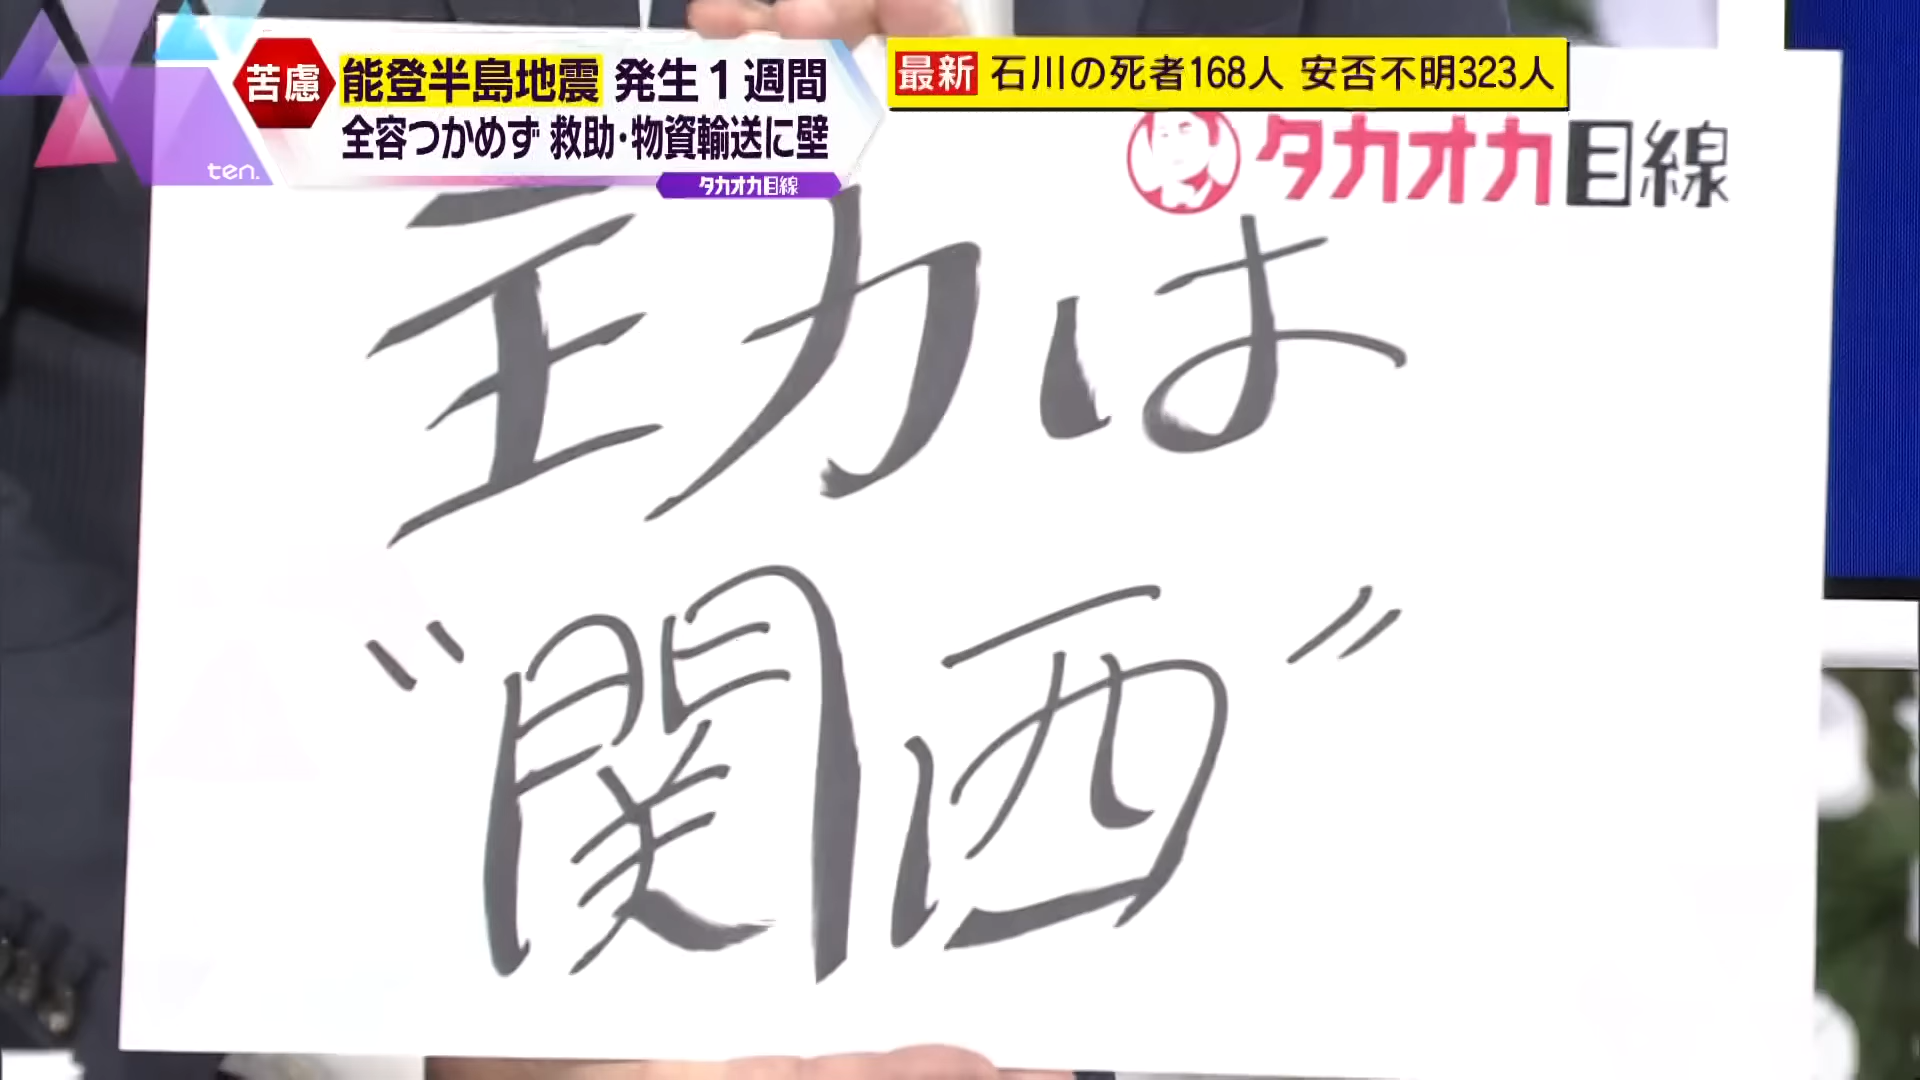 苦慮
能登半島地震 発生1週間
全容つかめず 救助・物資輸送に壁
ten.
タカオカ目線
最新 石川の死者168人 安否不明323人
タカオカ目線
主力は
〝関西〟